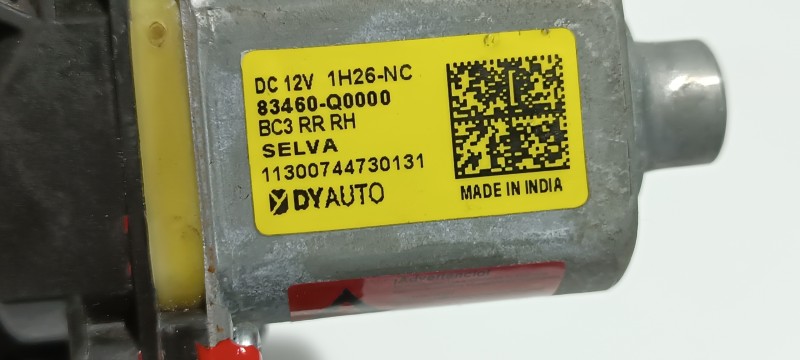 DC 12V 1H26-NC
83460-Q0000
BC3 RR RH
SELVA
11300744730131
DYAUTO
MADE IN INDIA